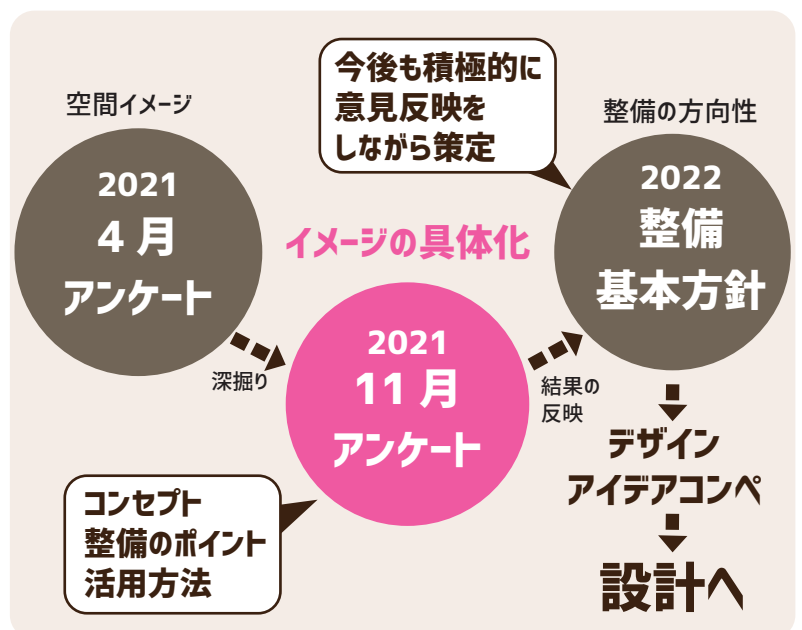 空間イメージ
2021
4 月
アンケート
深掘り
イメージの具体化
2021
11 月
アンケート
コンセプト
整備のポイント
活用方法
結果の
反映
今後も積極的に
意見反映を
しながら策定
整備の方向性
2022
整備
基本方針
デザイン
アイデアコンペ
設計へ